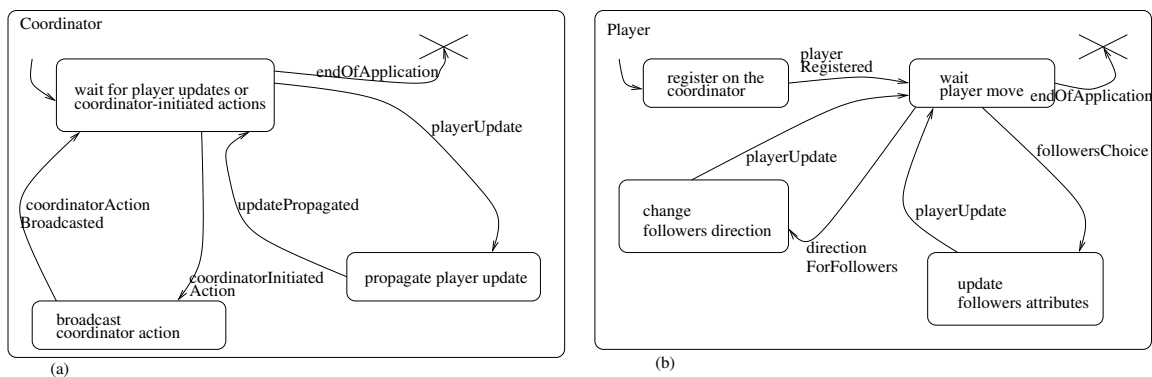 Coordinator
endOfApplication
wait for player updates or
coordinator-initiated actions
playerUpdate
coordinatorAction
Broadcasted
updatePropagated
coordinatorInitiated
Action
propagate player update
broadcast
coordinator action
(a)
Player
player
Registered
register on the
coordinator
wait
player move
endOfApplication
playerUpdate
followersChoice
change
followers direction
playerUpdate
direction
ForFollowers
update
followers attributes
(b)